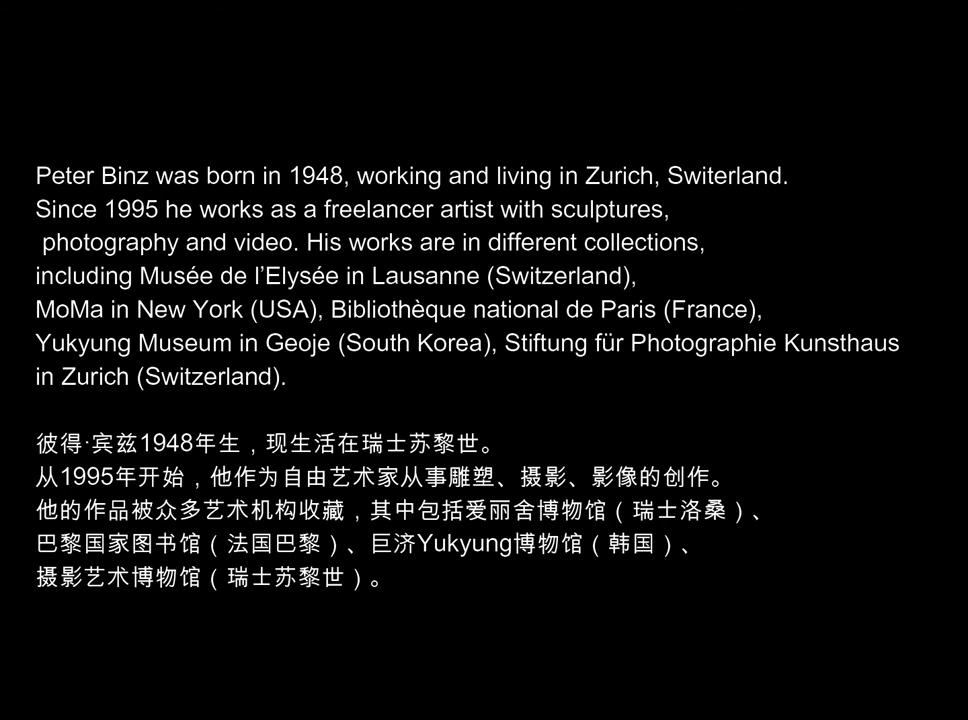 Peter Binz was born in 1948, working and living in Zurich, Switerland.
Since 1995 he works as a freelancer artist with sculptures,
photography and video. His works are in different collections,
including Musée de l’Elysée in Lausanne (Switzerland),
MoMa in New York (USA), Bibliothèque national de Paris (France),
Yukyung Museum in Geoje (South Korea), Stiftung für Photographie Kunsthaus
in Zurich (Switzerland).
彼得·宾兹1948年生，现生活在瑞士苏黎世。
从1995年开始，他作为自由艺术家从事雕塑、摄影、影像的创作。
他的作品被众多艺术机构收藏，其中包括爱丽舍博物馆（瑞士洛桑）、
巴黎国家图书馆（法国巴黎）、巨济Yukyung博物馆（韩国）、
摄影艺术博物馆（瑞士苏黎世）。